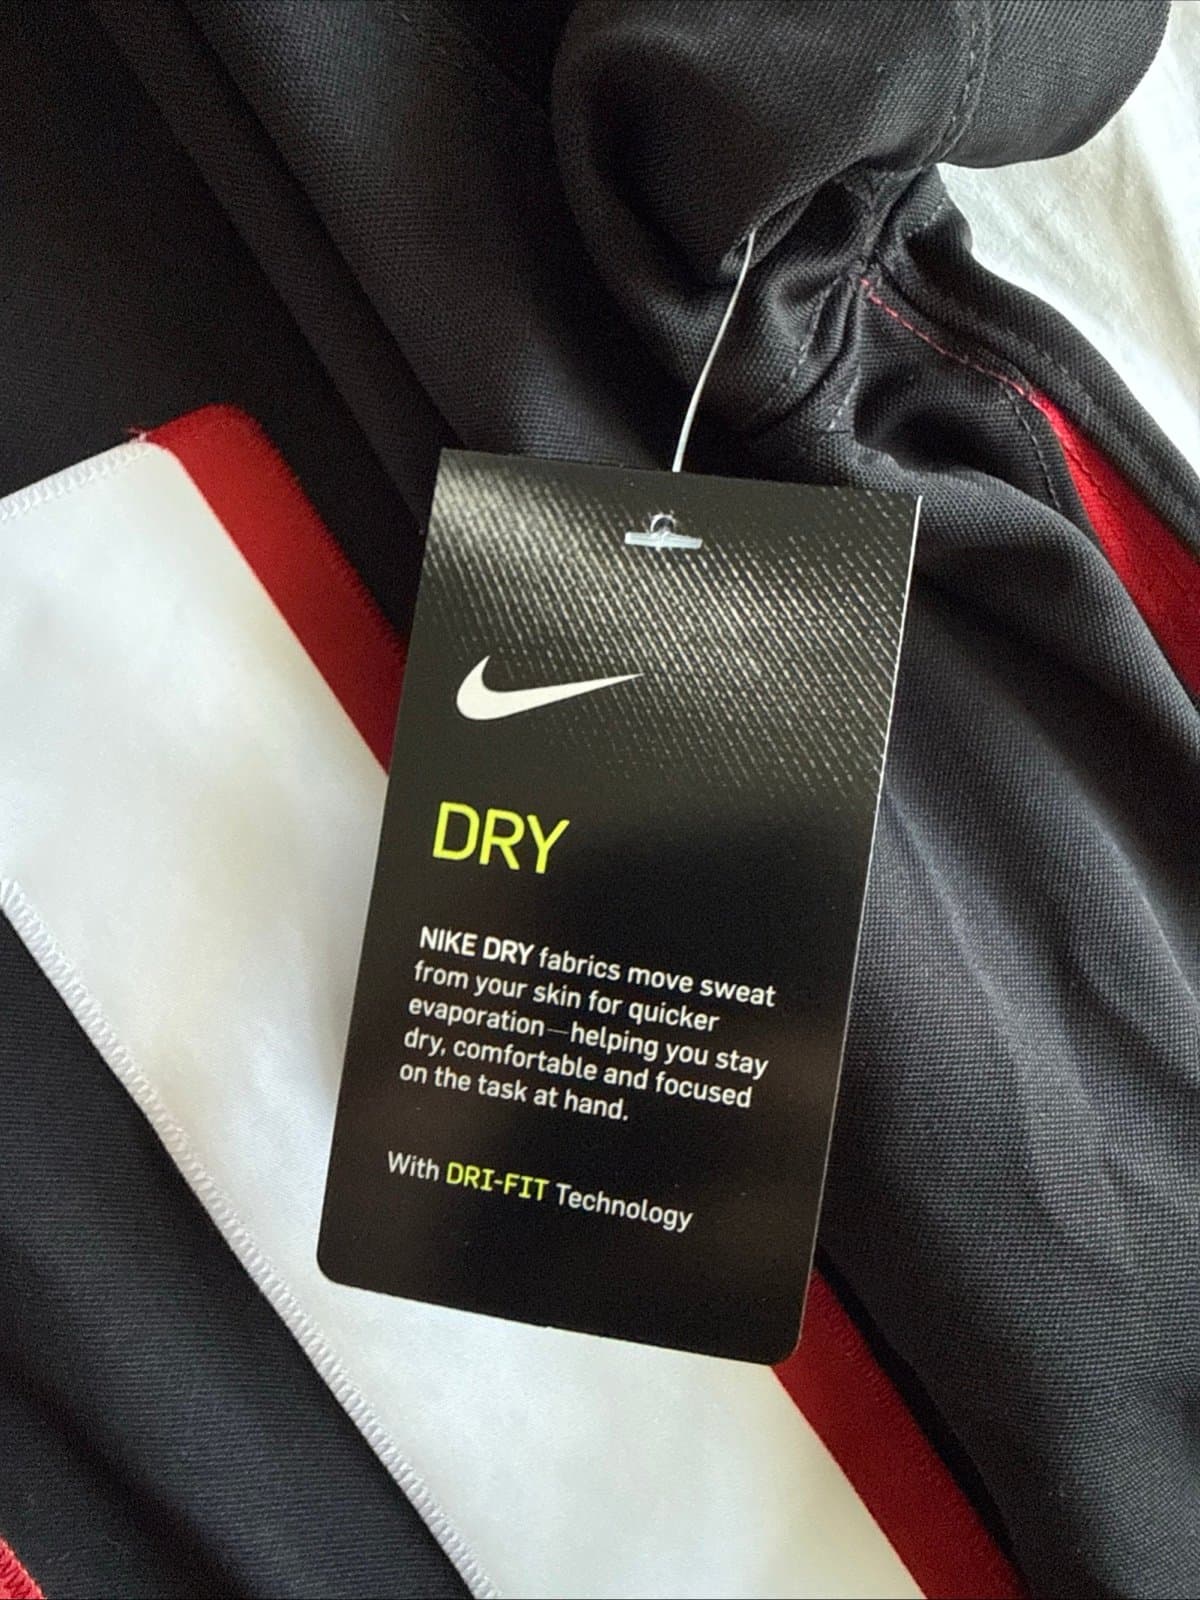 DRY
NIKE DRY fabrics move sweat
from your skin for quicker
evaporation—helping you stay
dry, comfortable and focused
on the task at hand.
With DRI-FIT Technology